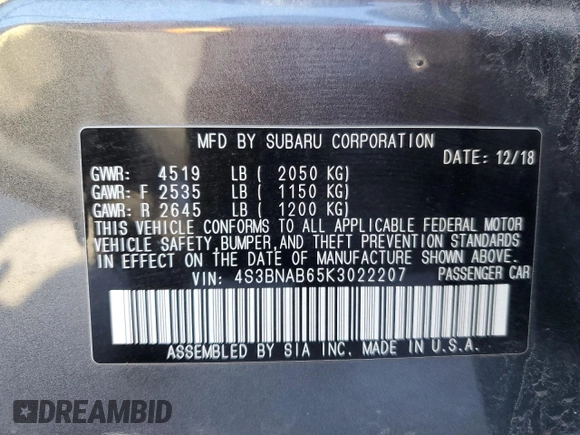 MFD BY SUBARU CORPORATION
DATE: 12/18
GVWR: 4519 LB ( 2050 KG)
GAWR: F 2535 LB ( 1150 KG)
GAWR: R 2645 LB ( 1200 KG)
THIS VEHICLE CONFORMS TO ALL APPLICABLE FEDERAL MOTOR
VEHICLE SAFETY,BUMPER,AND THEFT PREVENTION
STANDARDS IN EFFECT ON THE DATE OF MANUFACTURE SHOWN ABOVE
VIN: 4S3BNAB65K3022207 PASSENGER CAR
ASSEMBLED BY SIA INC. MADE IN U.S.A.
DREAMBID